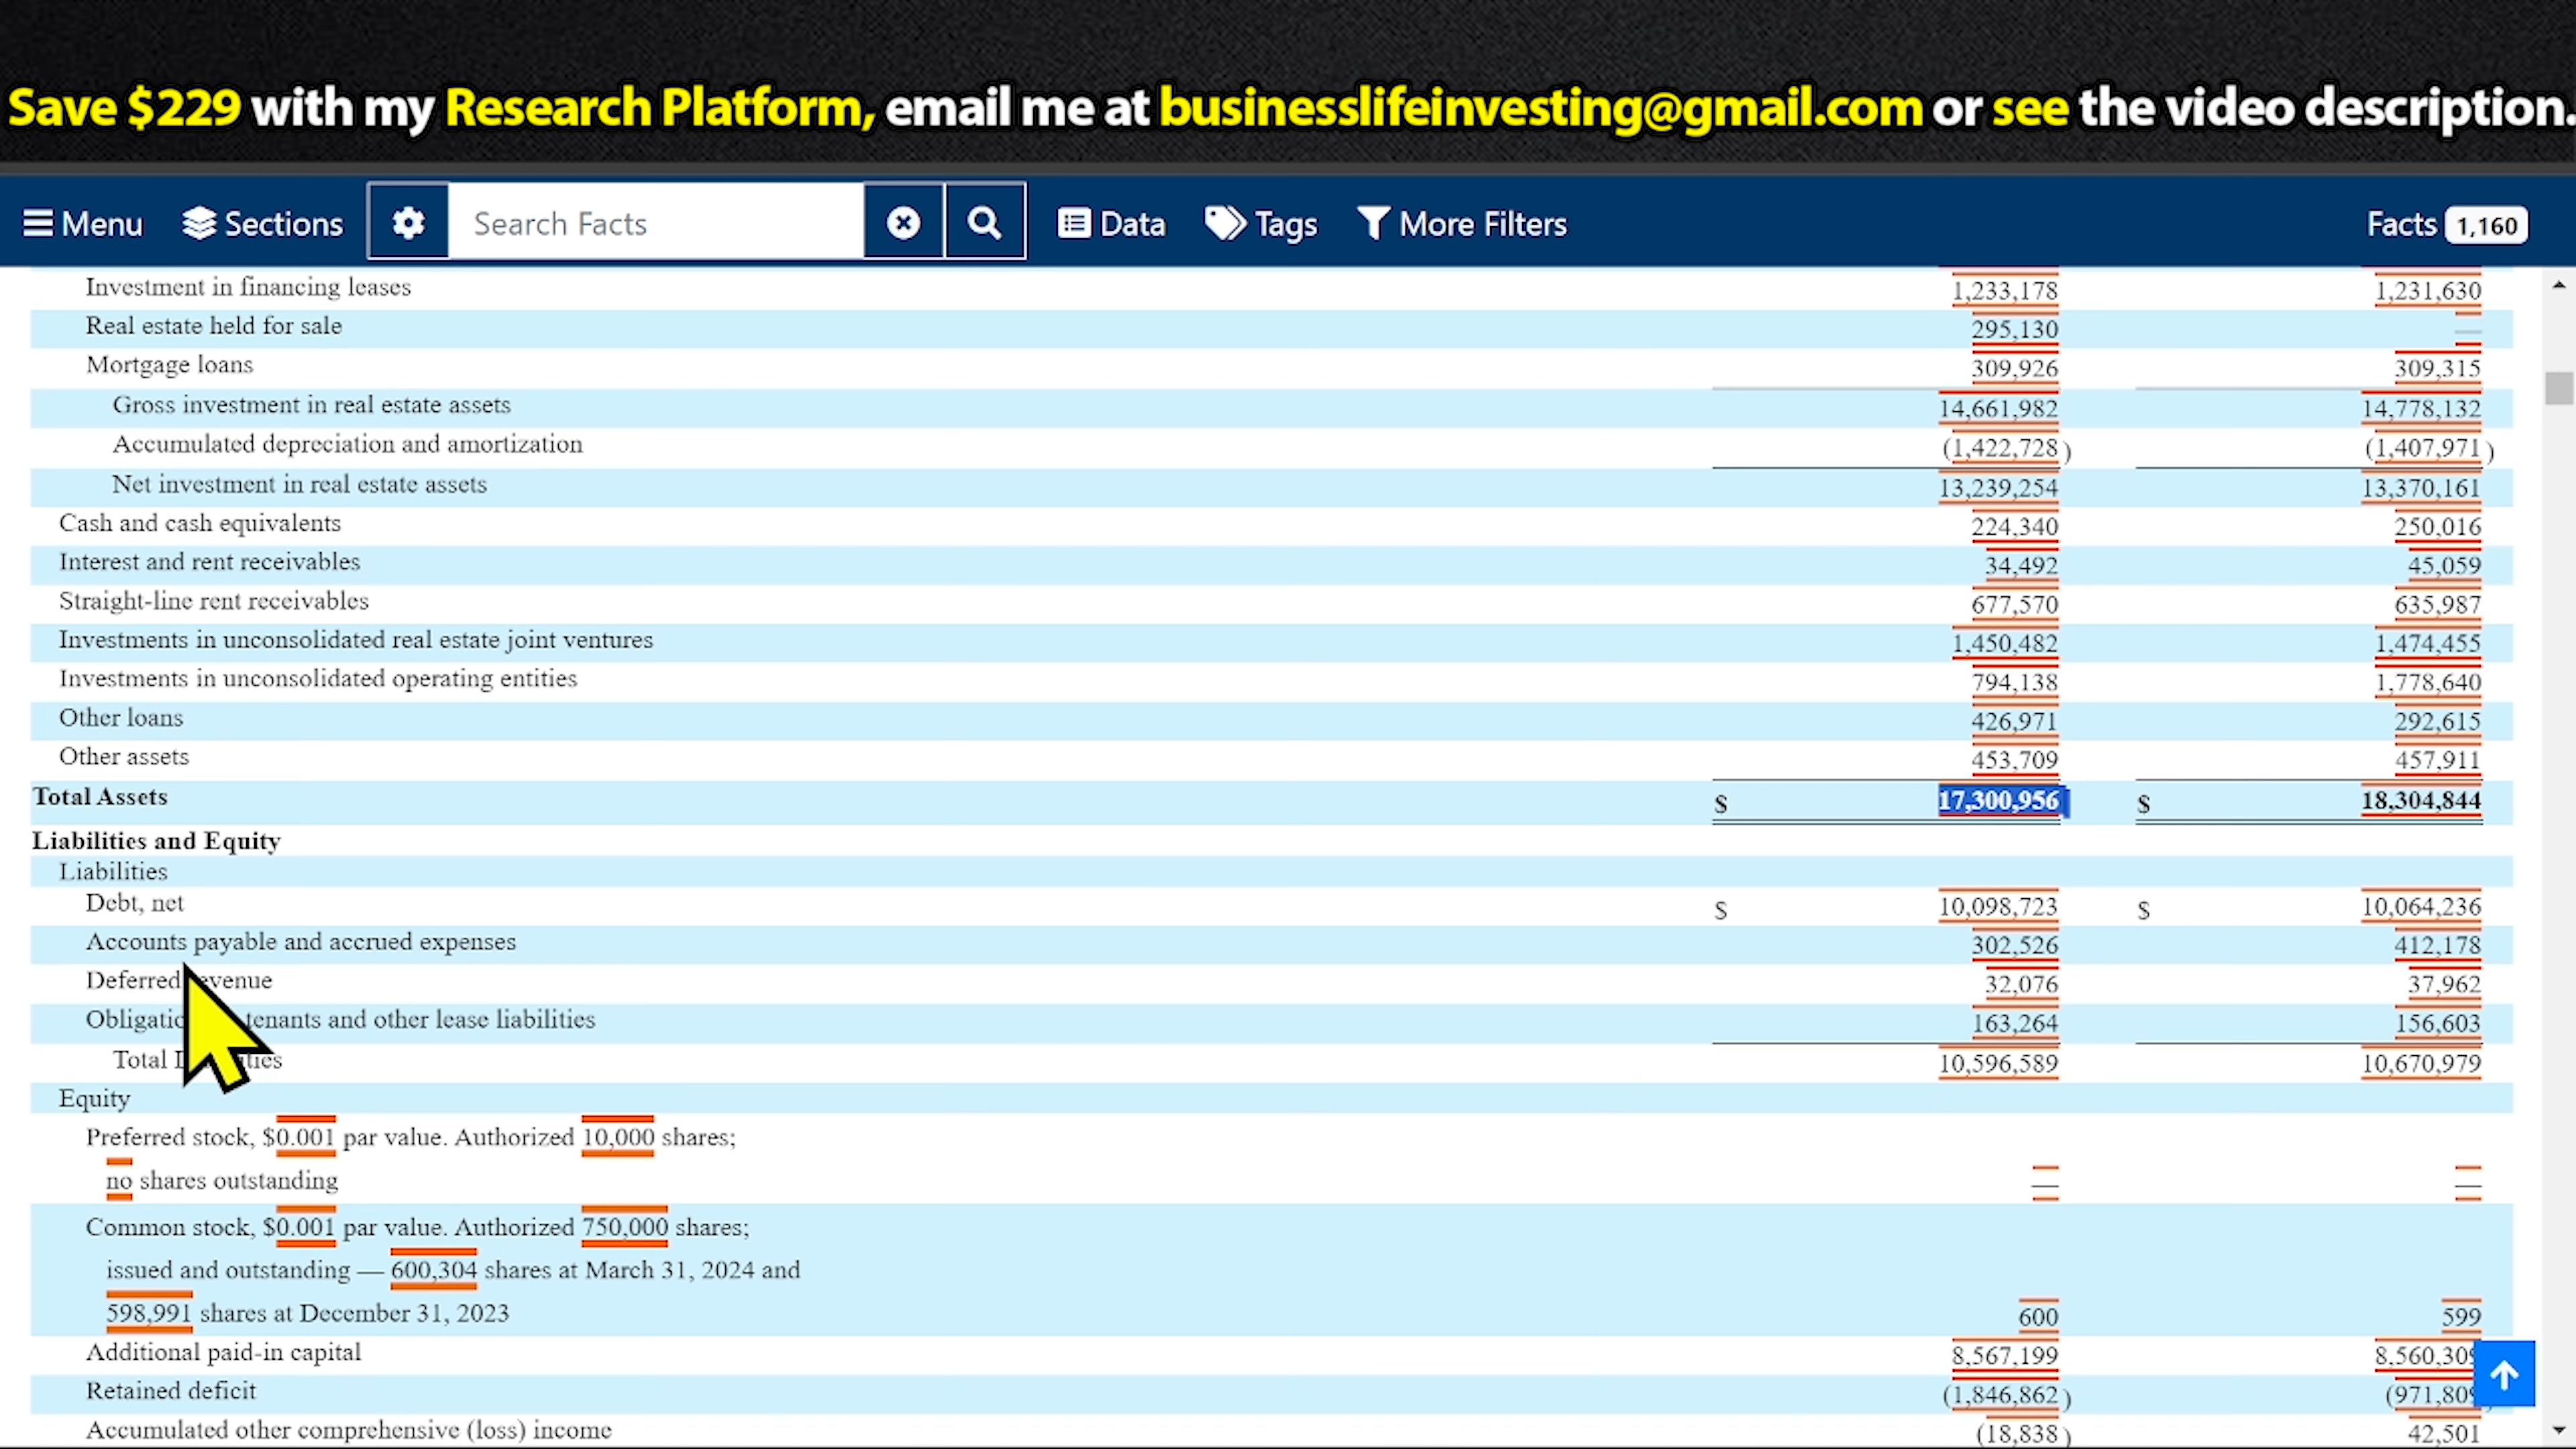 Save $229 with my Research Platform, email me at businesslifeinvesting@gmail.com or see the video description.
Menu Sections Search Facts Data Tags More Filters Facts 1,160
Investment in financing leases 1,233,178 1,231,630
Real estate held for sale 295,130 —
Mortgage loans 309,926 309,315
Gross investment in real estate assets 14,661,982 14,778,132
Accumulated depreciation and amortization (1,422,728) (1,407,971)
Net investment in real estate assets 13,239,254 13,370,161
Cash and cash equivalents 224,340 250,016
Interest and rent receivables 34,492 45,059
Straight-line rent receivables 677,570 635,987
Investments in unconsolidated real estate joint ventures 1,450,482 1,474,455
Investments in unconsolidated operating entities 794,138 1,778,640
Other loans 426,971 292,615
Other assets 453,709 457,911
Total Assets $ 17,300,956 $ 18,304,844
Liabilities and Equity
Liabilities
Debt, net $ 10,098,723 $ 10,064,236
Accounts payable and accrued expenses 302,526 412,178
Deferred 32,076 37,962
tenants and other lease liabilities 163,264 156,603
Total 10,596,589 10,670,979
Equity
Preferred stock, $0.001 par value. Authorized 10,000 shares;
no shares outstanding — —
Common stock, $0.001 par value. Authorized 750,000 shares;
issued and outstanding — 600,304 shares at March 31, 2024 and
598,991 shares at December 31, 2023 600 599
Additional paid-in capital 8,567,199
Retained deficit (1,846,862)
Accumulated other comprehensive (loss) income (18,838) 42,501